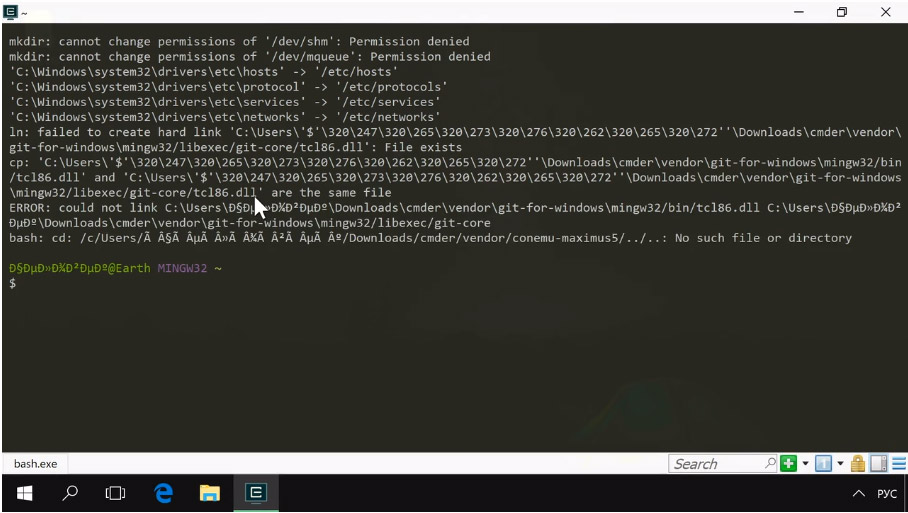 ~
mkdir: cannot change permissions of '/dev/shm': Permission denied
mkdir: cannot change permissions of '/dev/mqueue': Permission denied
'C:\Windows\system32\drivers\etc\hosts' -> '/etc/hosts'
'C:\Windows\system32\drivers\etc\protocol' -> '/etc/protocols'
'C:\Windows\system32\drivers\etc\services' -> '/etc/services'
'C:\Windows\system32\drivers\etc\networks' -> '/etc/networks'
ln: failed to create hard link 'C:\Users\'$'\320\247\320\265\320\273\320\276\320\262\320\265\320\272''\Downloads\cmder\vendor\
git-for-windows\mingw32/libexec/git-core/tcl86.dll': File exists
cp: 'C:\Users\'$'\320\247\320\265\320\273\320\276\320\262\320\265\320\272''\Downloads\cmder\vendor\git-for-windows\mingw32/bin
/tcl86.dll' and 'C:\Users\'$'\320\247\320\265\320\273\320\276\320\262\320\265\320\272''\Downloads\cmder\vendor\git-for-windows
\mingw32/libexec/git-core/tcl86.dll' are the same file
ERROR: could not link C:\Users\Ð§ÐµÐ»Ð¾Ð²ÐµÐº\Downloads\cmder\vendor\git-for-windows\mingw32/bin/tcl86.dll C:\Users\Ð§ÐµÐ»Ð¾Ð²
ÐµÐº\Downloads\cmder\vendor\git-for-windows\mingw32/libexec/git-core
bash: cd: /c/Users/Ã Â§Ã ÂµÃ Â»Ã Â¾Ã Â²Ã ÂµÃ Âº/Downloads/cmder/vendor/conemu-maximus5/../..: No such file or directory
Ð§ÐµÐ»Ð¾Ð²ÐµÐº@Earth MINGW32 ~
$
bash.exe
Search
1
РУС